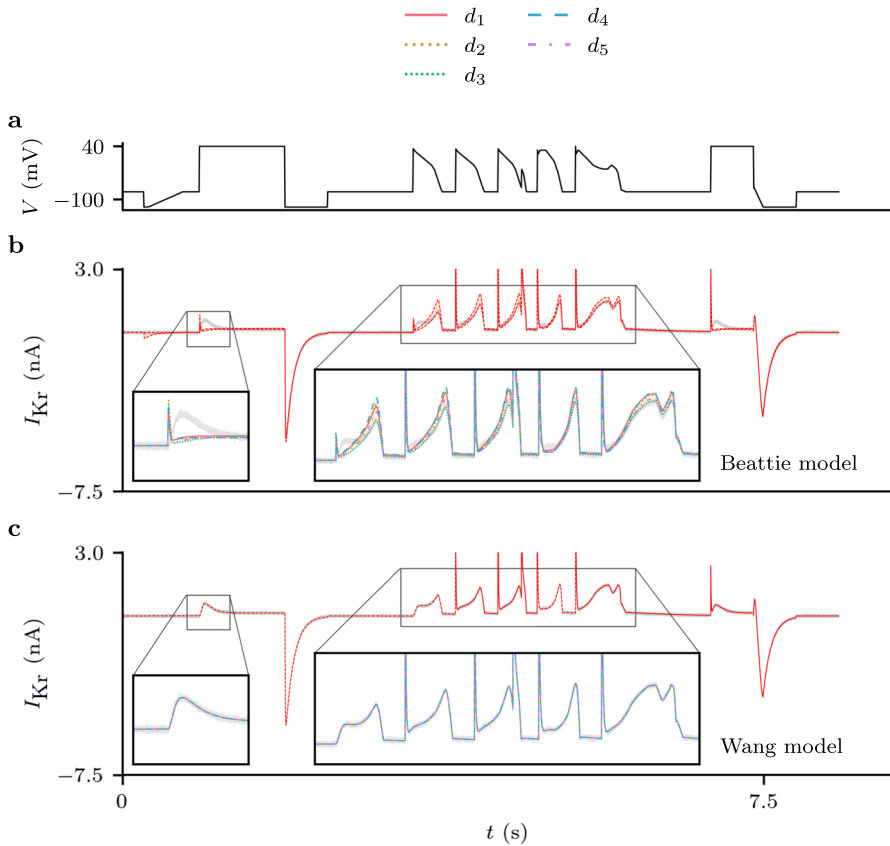 d1 d4
d2 d5
d3
a
V (mV)
40
−100
b
IKr (nA)
3.0
−7.5
Beattie model
c
IKr (nA)
3.0
−7.5
Wang model
0 7.5
t (s)